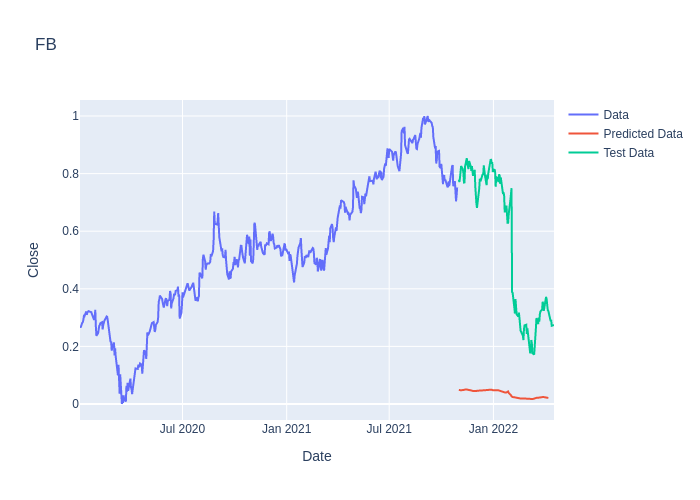 FB
1
0.8
0.6
0.4
0.2
0
Close
Jul 2020
Jan 2021
Jul 2021
Jan 2022
Date
Data
Predicted Data
Test Data